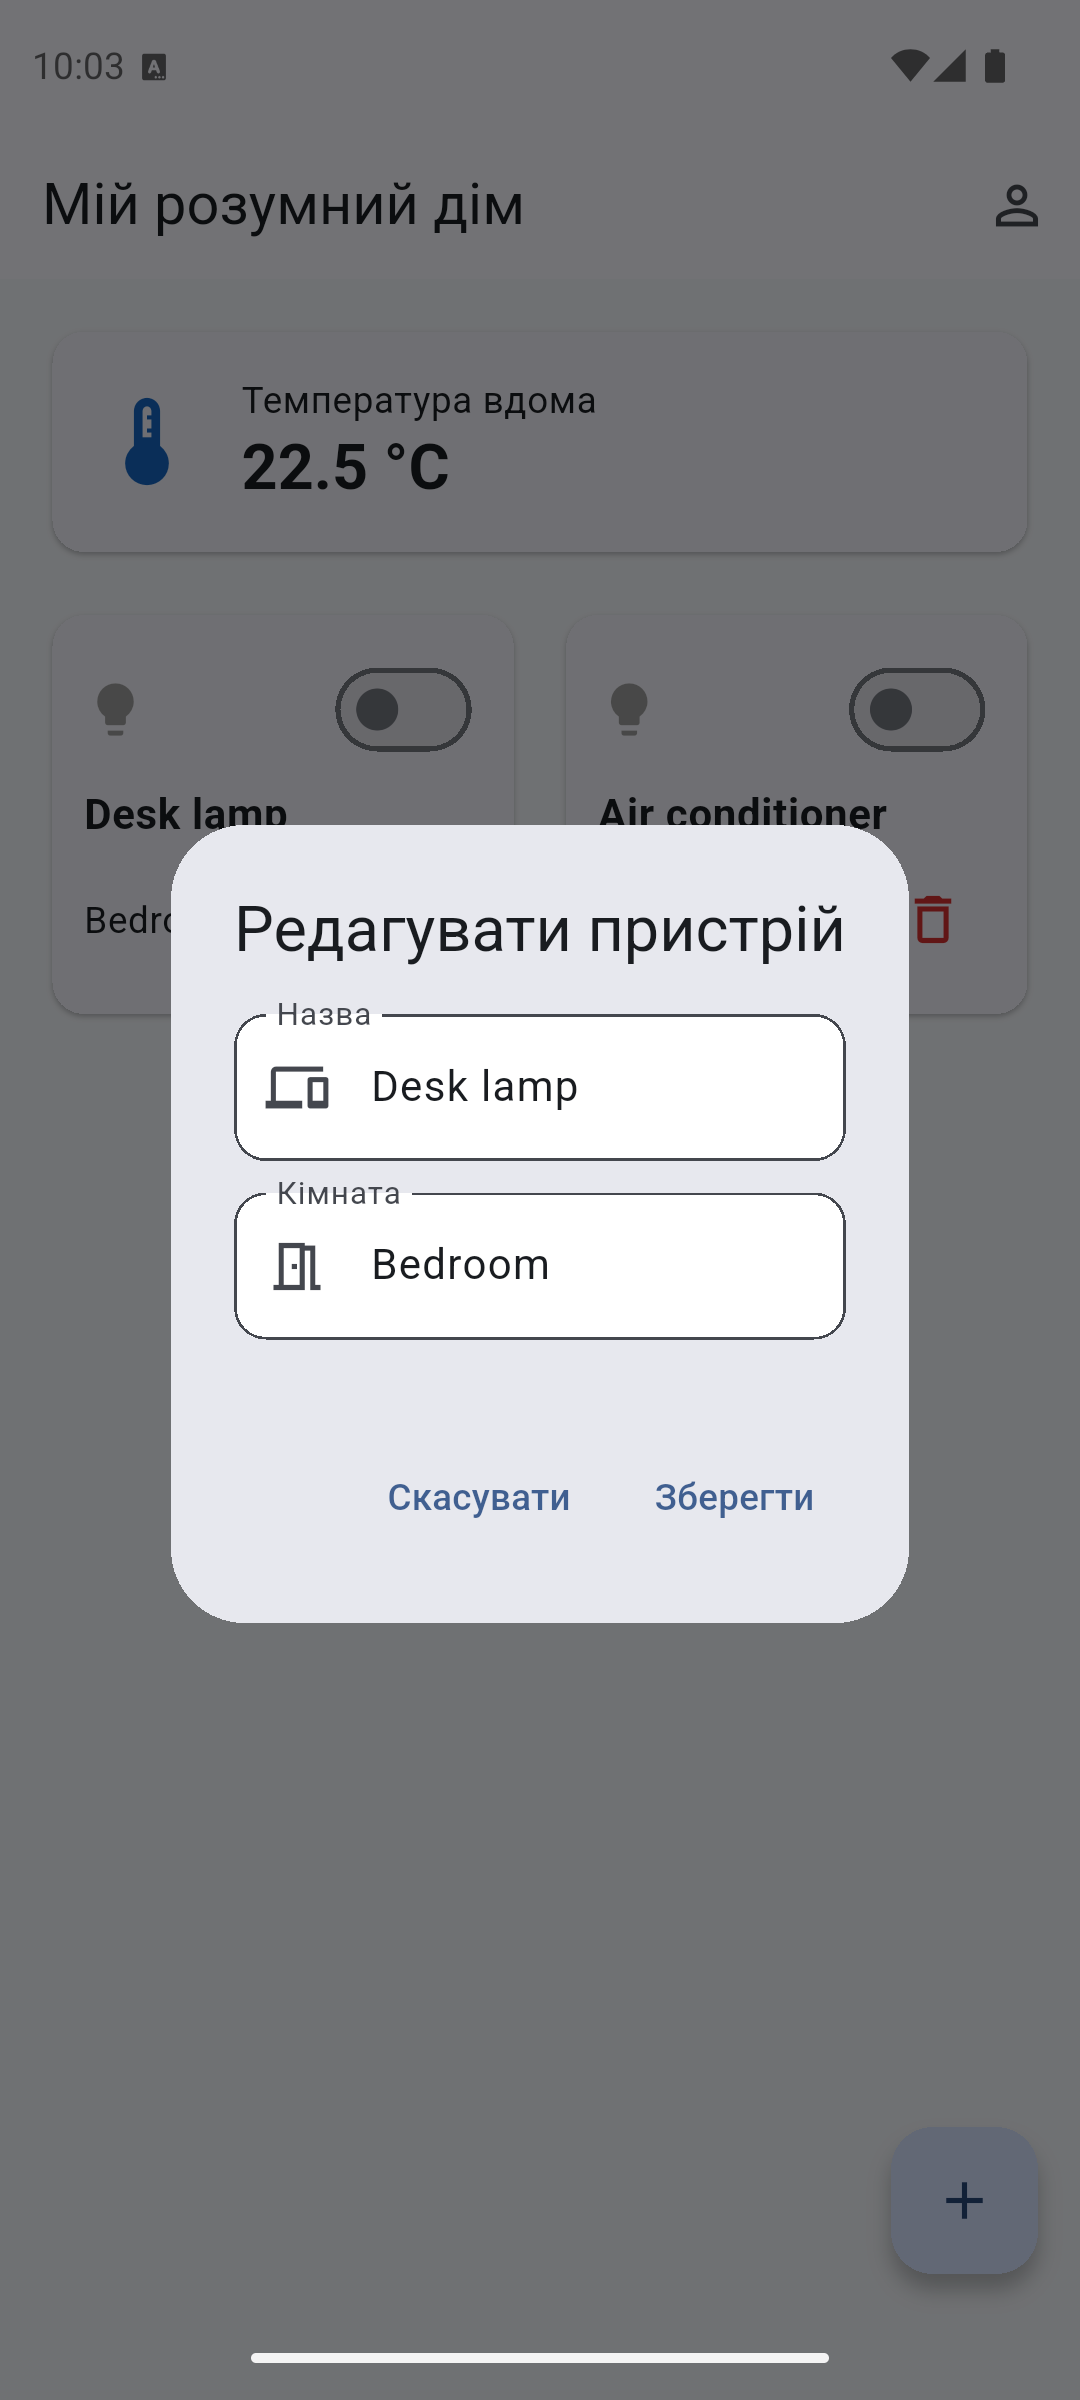 10:03
Мій розумний дім
Температура вдома
22.5 °C
Desk lamp
Air conditioner
Редагувати пристрій
Назва
Desk lamp
Кімната
Bedroom
Скасувати
Зберегти